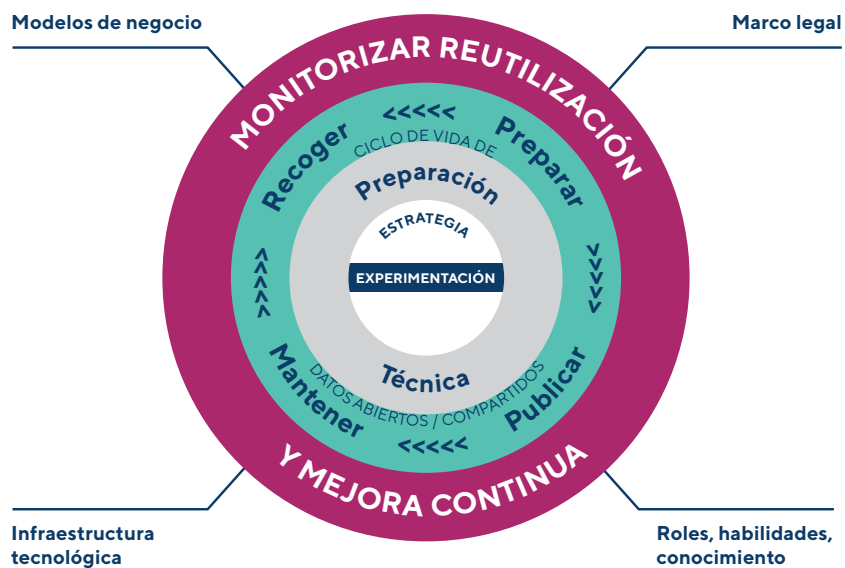 Modelos de negocio
Marco legal
MONITORIZAR REUTILIZACIÓN
<<<<<
Recoger
CICLO DE VIDA DE
Preparar
Preparación
ESTRATEGIA
EXPERIMENTACIÓN
>>>>>
>>>>>
Técnica
Mantener
DATOS ABIERTOS / COMPARTIDOS
Publicar
<<<<<
Y MEJORA CONTINUA
Infraestructura
tecnológica
Roles, habilidades,
conocimiento